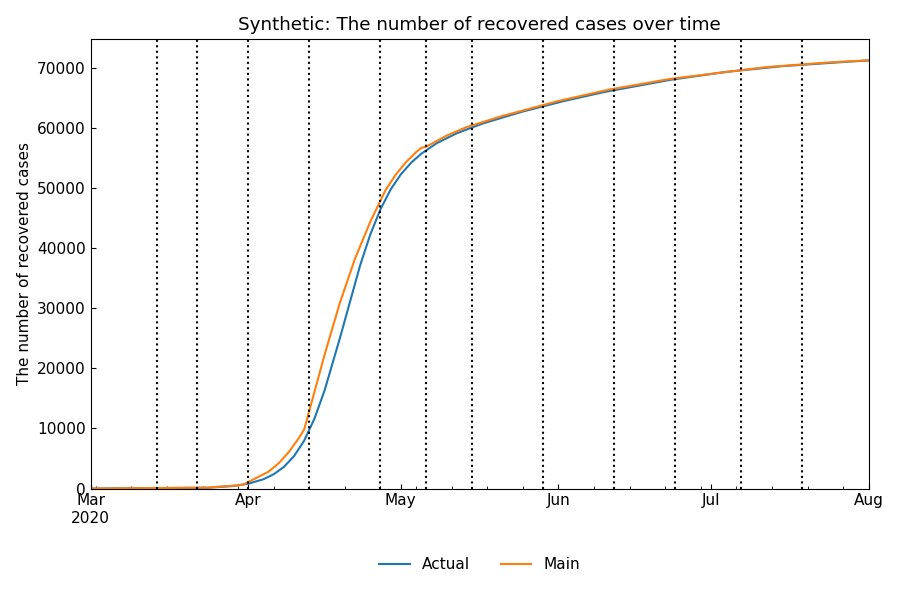 Synthetic: The number of recovered cases over time
The number of recovered cases
70000
60000
50000
40000
30000
20000
10000
0
Mar Apr May Jun Jul Aug
2020
Actual Main